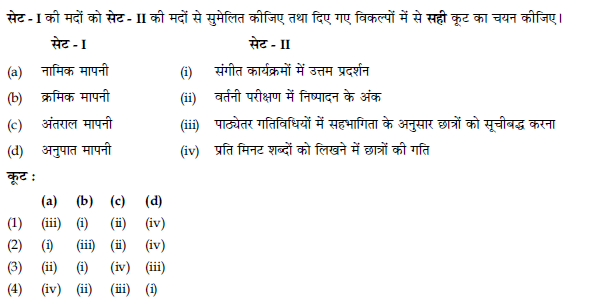 सेट - I की मदों को सेट - II की मदों से सुमेलित कीजिए तथा दिए गए विकल्पों में से सही कूट का चयन कीजिए।
सेट - I सेट - II
(a) नामिक मापनी (i) संगीत कार्यक्रमों में उत्तम प्रदर्शन
(b) क्रमिक मापनी (ii) वर्तनी परीक्षण में निष्पादन के अंक
(c) अंतराल मापनी (iii) पाठ्येतर गतिविधियों में सहभागिता के अनुसार छात्रों को सूचीबद्ध करना
(d) अनुपात मापनी (iv) प्रति मिनट शब्दों को लिखने में छात्रों की गति
कूट :
(a) (b) (c) (d)
(1) (iii) (i) (ii) (iv)
(2) (i) (iii) (ii) (iv)
(3) (ii) (i) (iv) (iii)
(4) (iv) (ii) (iii) (i)